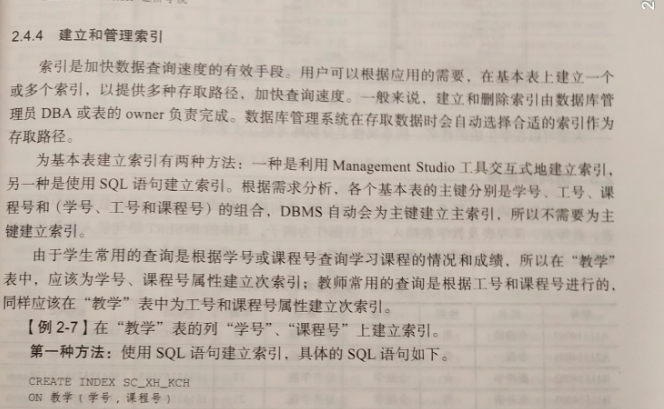 2.4.4 建立和管理索引
索引是加快数据查询速度的有效手段。用户可以根据应用的需要，在基本表上建立一个
或多个索引，以提供多种存取路径，加快查询速度。一般来说，建立和删除索引由数据库管
理员 DBA 或表的 owner 负责完成。数据库管理系统在存取数据时会自动选择合适的索引作为
存取路径。
为基本表建立索引有两种方法：一种是利用 Management Studio 工具交互式地建立索引，
另一种是使用 SQL 语句建立索引。根据需求分析，各个基本表的主键分别是学号、工号、课
程号和（学号、工号和课程号）的组合，DBMS 自动会为主键建立主索引，所以不需要为主
键建立索引。
由于学生常用的查询是根据学号或课程号查询学习课程的情况和成绩，所以在“教学”
表中，应该为学号、课程号属性建立次索引；教师常用的查询是根据工号和课程号进行的，
同样应该在“教学”表中为工号和课程号属性建立次索引。
【例 2-7】在“教学”表的列“学号”、“课程号”上建立索引。
第一种方法：使用 SQL 语句建立索引，具体的 SQL 语句如下。
CREATE INDEX SC_XH_KCH
ON 教学（学号，课程号）